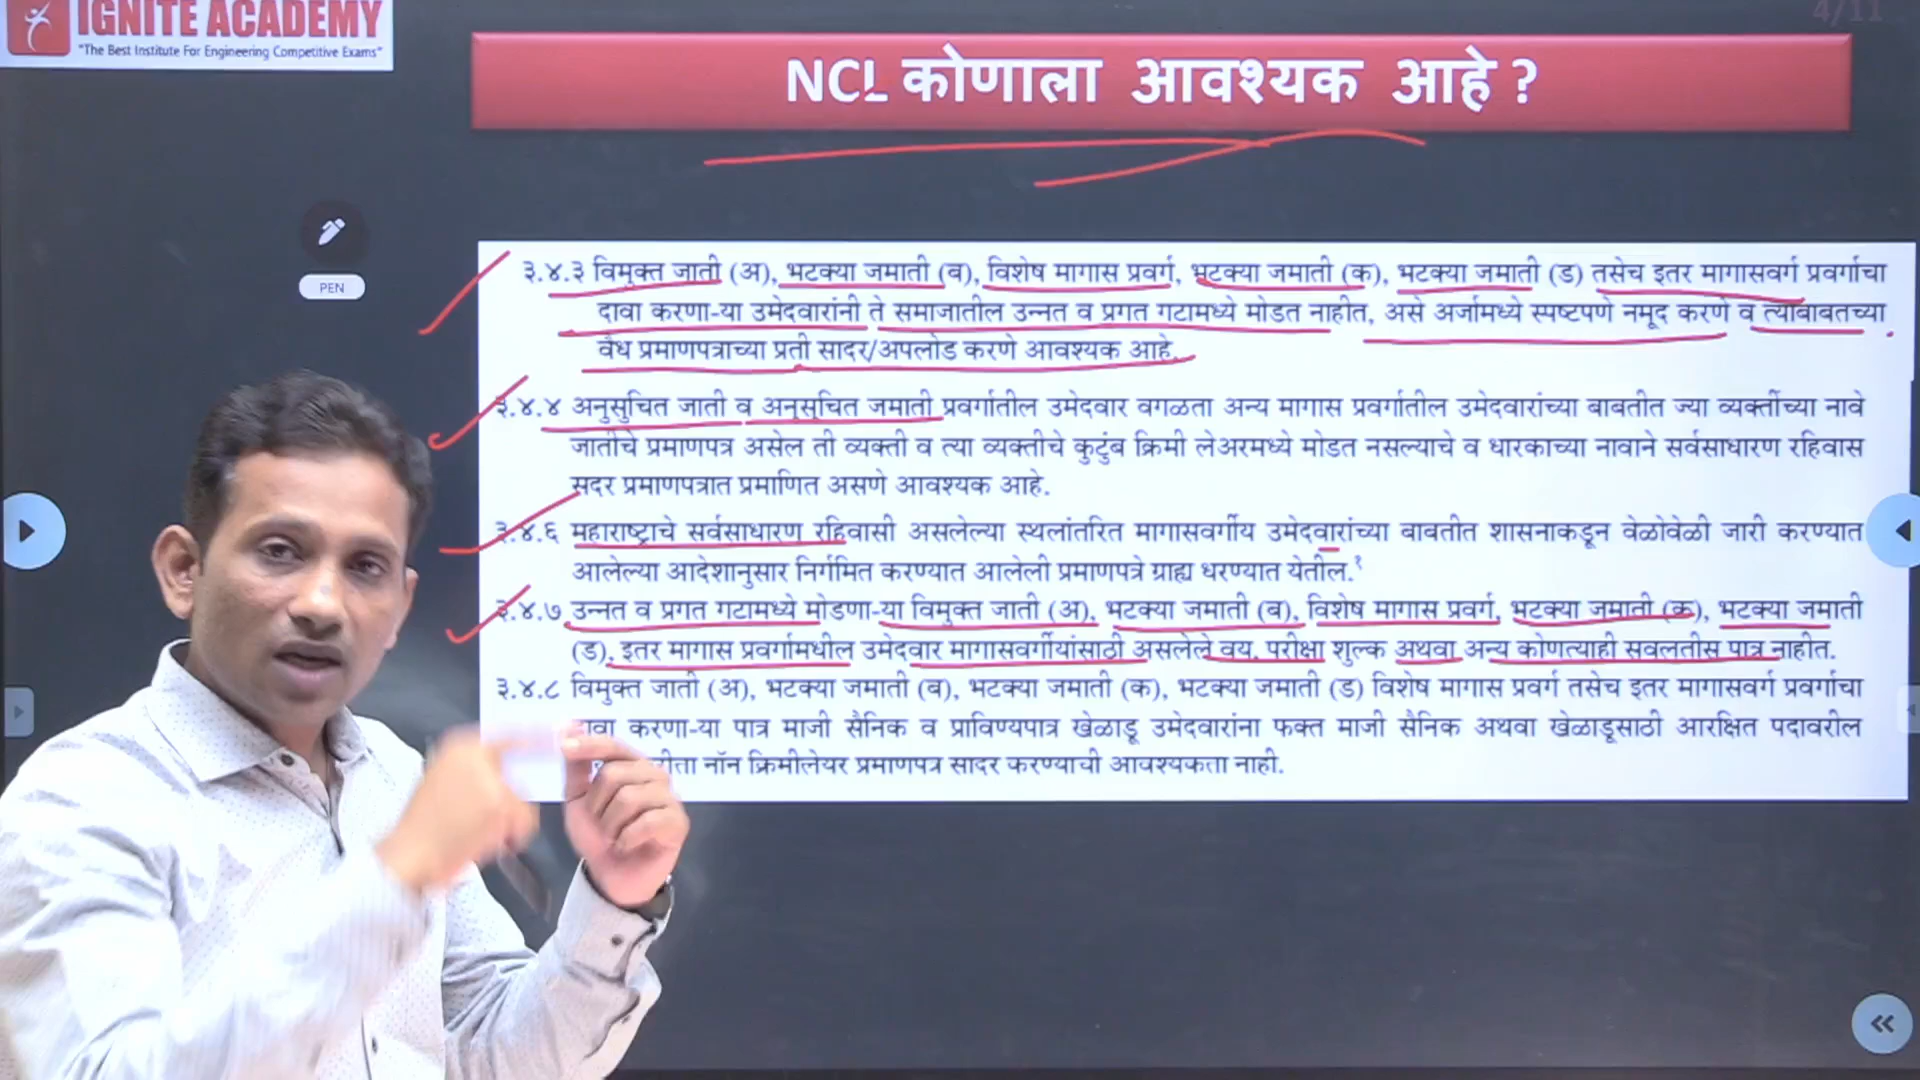 IGNITE ACADEMY
"The Best Institute For Engineering Competitive Exams"
4/11
NCL कोणाला आवश्यक आहे ?
PEN
३.४.३ विमुक्त जाती (अ), भटक्या जमाती (ब), विशेष मागास प्रवर्ग, भटक्या जमाती (क), भटक्या जमाती (ड) तसेच इतर मागासवर्ग प्रवर्गाचा
दावा करणा-या उमेदवारांनी ते समाजातील उन्नत व प्रगत गटामध्ये मोडत नाहीत, असे अर्जामध्ये स्पष्टपणे नमूद करणे व त्याबाबतच्या
वैध प्रमाणपत्राच्या प्रती सादर/अपलोड करणे आवश्यक आहे.
३.४.४ अनुसुचित जाती व अनुसूचित जमाती प्रवर्गातील उमेदवार वगळता अन्य मागास प्रवर्गातील उमेदवारांच्या बाबतीत ज्या व्यक्तींच्या नावे
जातीचे प्रमाणपत्र असेल ती व्यक्ती व त्या व्यक्तीचे कुटुंब क्रिमी लेअरमध्ये मोडत नसल्याचे व धारकाच्या नावाने सर्वसाधारण रहिवास
सदर प्रमाणपत्रात प्रमाणित असणे आवश्यक आहे.
३.४.६ महाराष्ट्राचे सर्वसाधारण रहिवासी असलेल्या स्थलांतरित मागासवर्गीय उमेदवारांच्या बाबतीत शासनाकडून वेळोवेळी जारी करण्यात
आलेल्या आदेशानुसार निर्गमित करण्यात आलेली प्रमाणपत्रे ग्राह्य धरण्यात येतील.१
३.४.७ उन्नत व प्रगत गटामध्ये मोडणा-या विमुक्त जाती (अ), भटक्या जमाती (ब), विशेष मागास प्रवर्ग, भटक्या जमाती (क), भटक्या जमाती
(ड), इतर मागास प्रवर्गामधील उमेदवार मागासवर्गीयांसाठी असलेले वय, परीक्षा शुल्क अथवा अन्य कोणत्याही सवलतीस पात्र नाहीत.
३.४.८ विमुक्त जाती (अ), भटक्या जमाती (ब), भटक्या जमाती (क), भटक्या जमाती (ड) विशेष मागास प्रवर्ग तसेच इतर मागासवर्ग प्रवर्गाचा
दावा करणा-या पात्र माजी सैनिक व प्राविण्यपात्र खेळाडू उमेदवारांना फक्त माजी सैनिक अथवा खेळाडूसाठी आरक्षित पदावरील
नॉन क्रिमीलेयर प्रमाणपत्र सादर करण्याची आवश्यकता नाही.